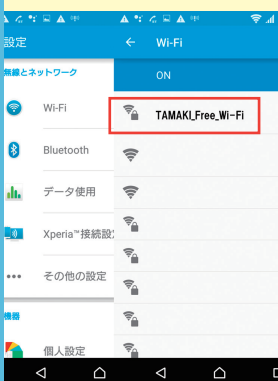 設定
無線とネットワーク
Wi-Fi
Bluetooth
データ使用
Xperia™接続設
その他の設定
機器
個人設定
Wi-Fi
ON
TAMAKI_Free_Wi-Fi